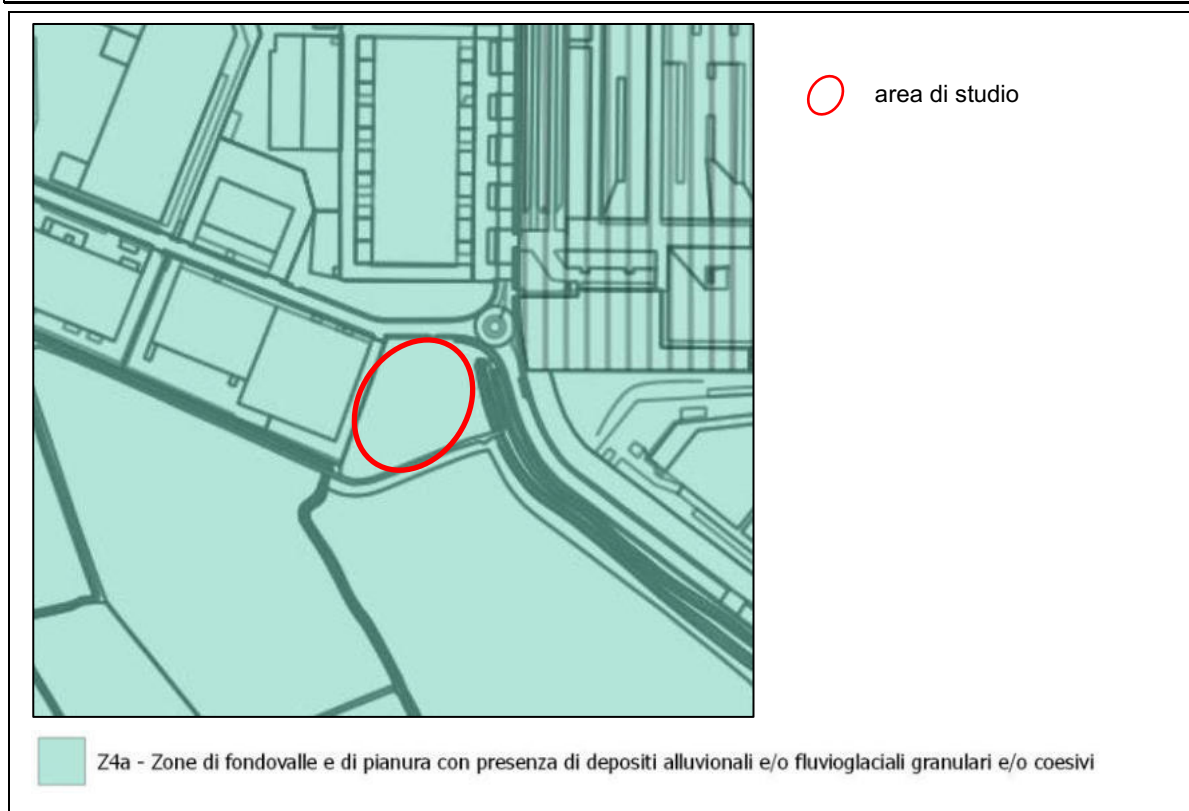 area di studio
Z4a - Zone di fondovalle e di pianura con presenza di depositi alluvionali e/o fluvioglaciali granulari e/o coesivi